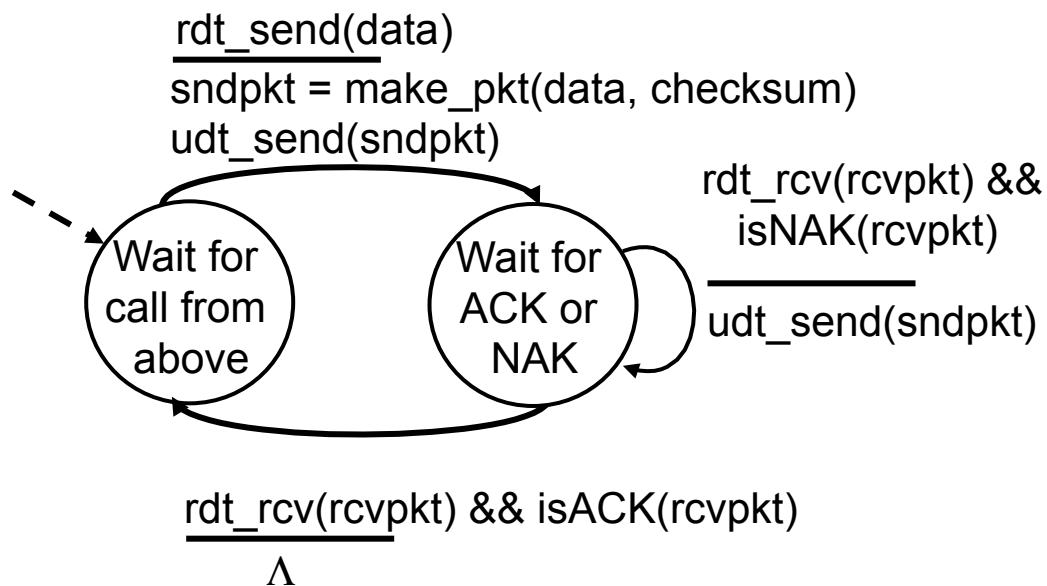 rdt_send(data)
sndpkt = make_pkt(data, checksum)
udt_send(sndpkt)
rdt_rcv(rcvpkt) &&
isNAK(rcvpkt)
udt_send(sndpkt)
Wait for
call from
above
Wait for
ACK or
NAK
rdt_rcv(rcvpkt) && isACK(rcvpkt)
Λ